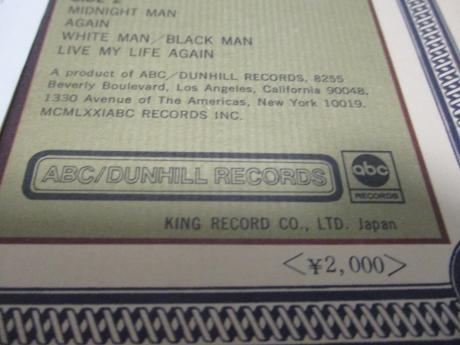 SIDE 2
MIDNIGHT MAN
AGAIN
WHITE MAN/BLACK MAN
LIVE MY LIFE AGAIN
A product of ABC/DUNHILL RECORDS, 8255
Beverly Boulevard, Los Angeles, California 90048.
1330 Avenue of The Americas, New York 10019.
MCMLXXIABC RECORDS INC.
ABC/DUNHILL RECORDS
abc
RECORDS
KING RECORD CO., LTD. Japan
<¥2,000>